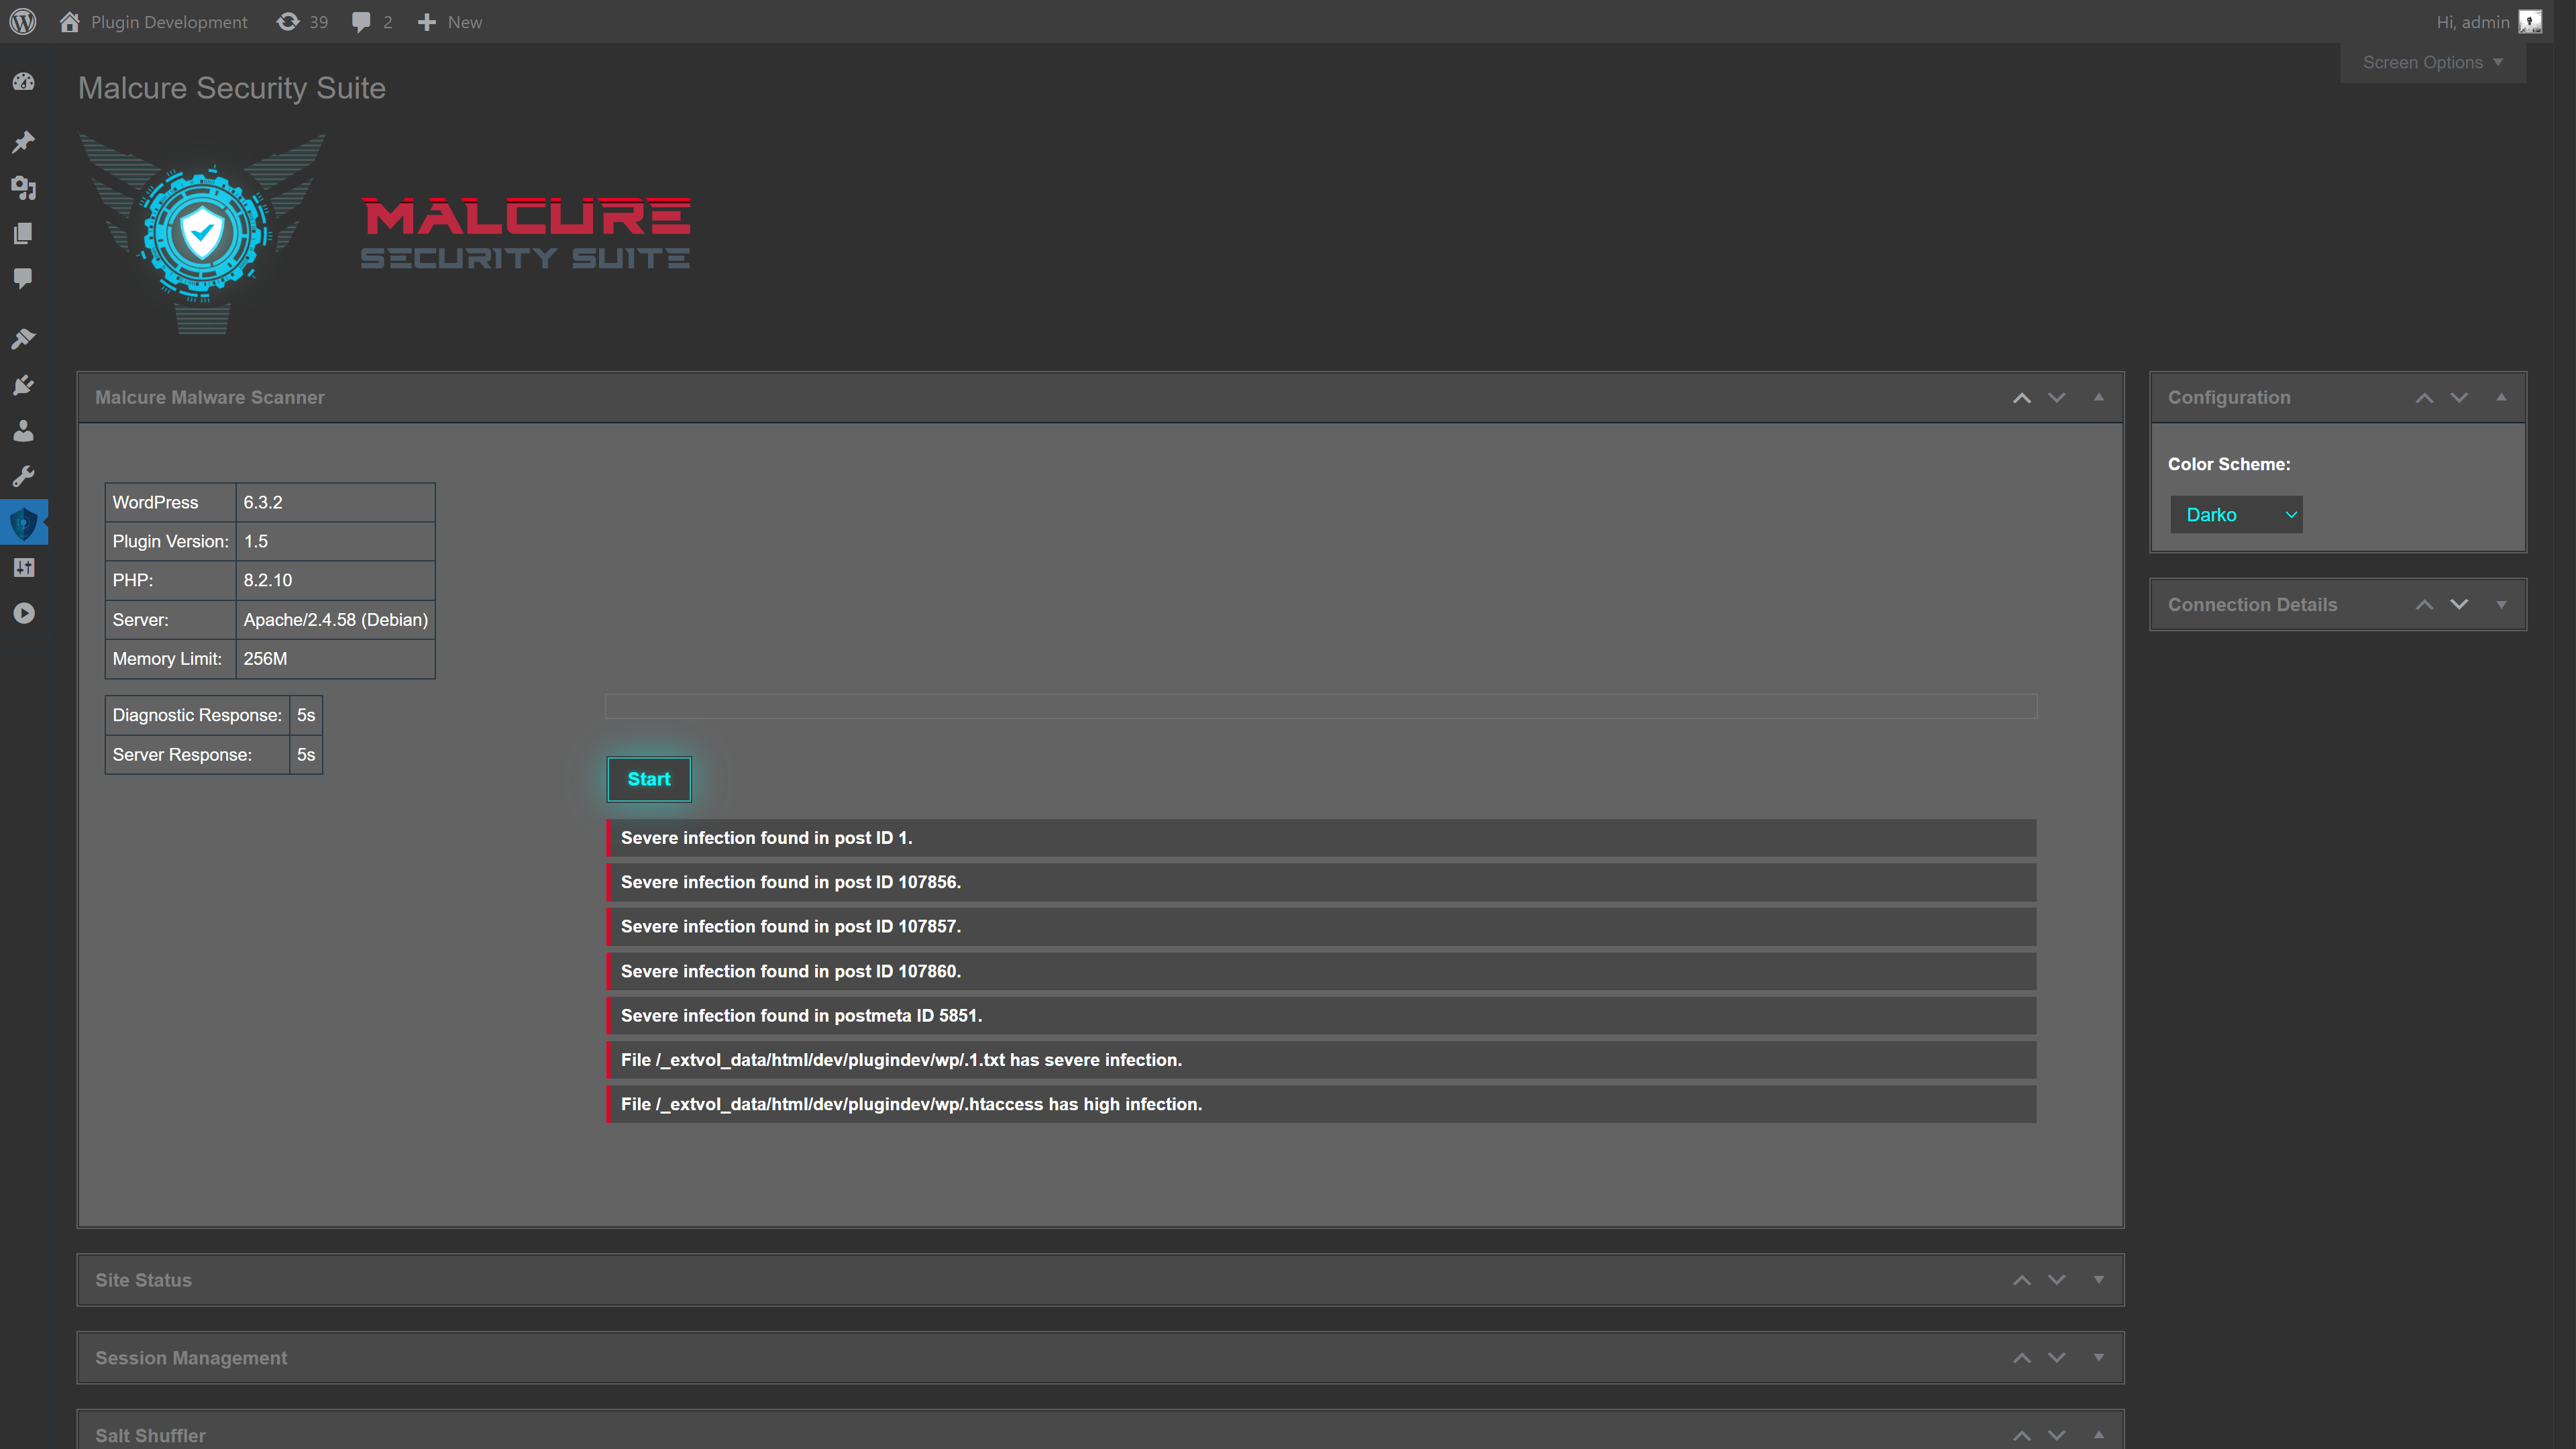 Plugin Development 39 2 New Hi, admin
Screen Options
Malcure Security Suite
MALCURE
SECURITY SUITE
Malcure Malware Scanner
WordPress 6.3.2
Plugin Version: 1.5
PHP: 8.2.10
Server: Apache/2.4.58 (Debian)
Memory Limit: 256M
Diagnostic Response: 5s
Server Response: 5s
Start
Severe infection found in post ID 1.
Severe infection found in post ID 107856.
Severe infection found in post ID 107857.
Severe infection found in post ID 107860.
Severe infection found in postmeta ID 5851.
File /_extvol_data/html/dev/plugindev/wp/.1.txt has severe infection.
File /_extvol_data/html/dev/plugindev/wp/.htaccess has high infection.
Site Status
Session Management
Salt Shuffler
Configuration
Color Scheme:
Darko
Connection Details